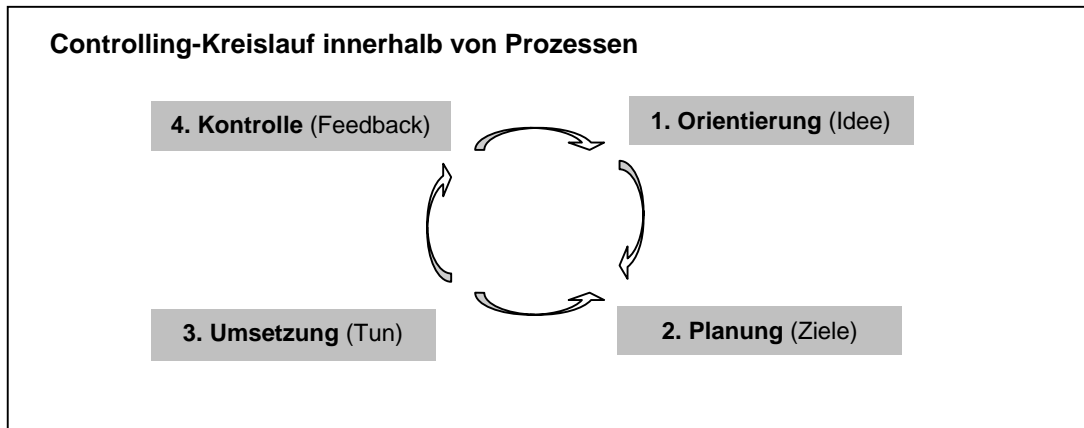 Controlling-Kreislauf innerhalb von Prozessen
4. Kontrolle (Feedback)
1. Orientierung (Idee)
3. Umsetzung (Tun)
2. Planung (Ziele)